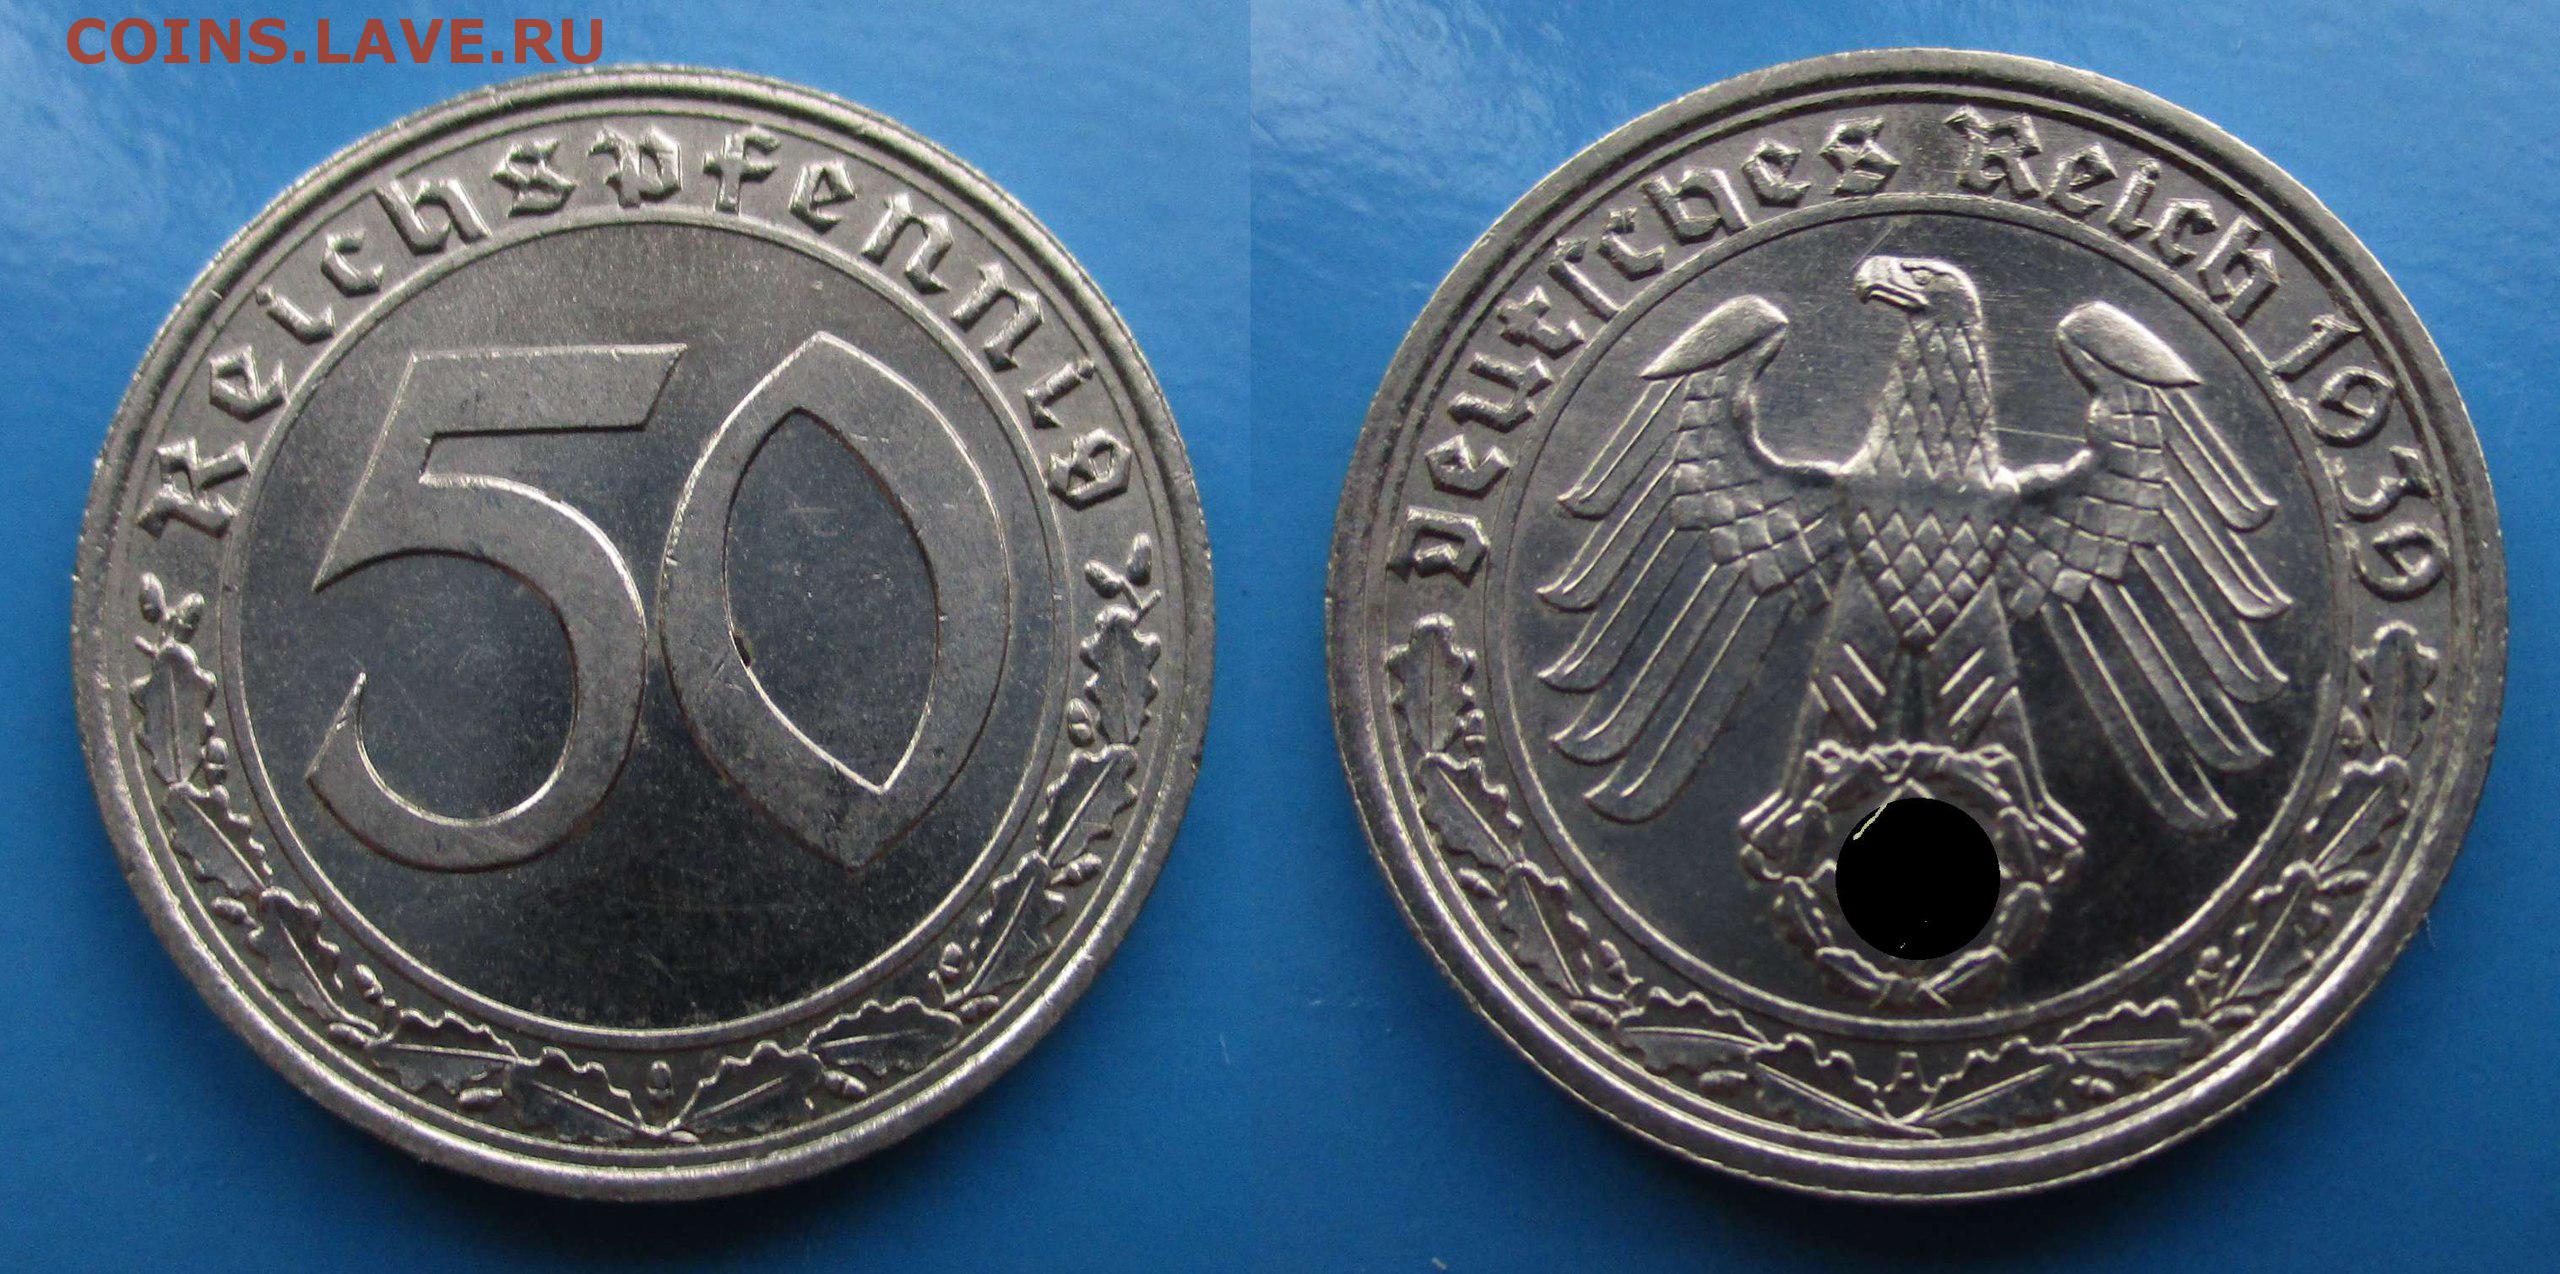 COINS.LAVE.RU
Reichspfennig
50
Deutsches Reich 1939
A